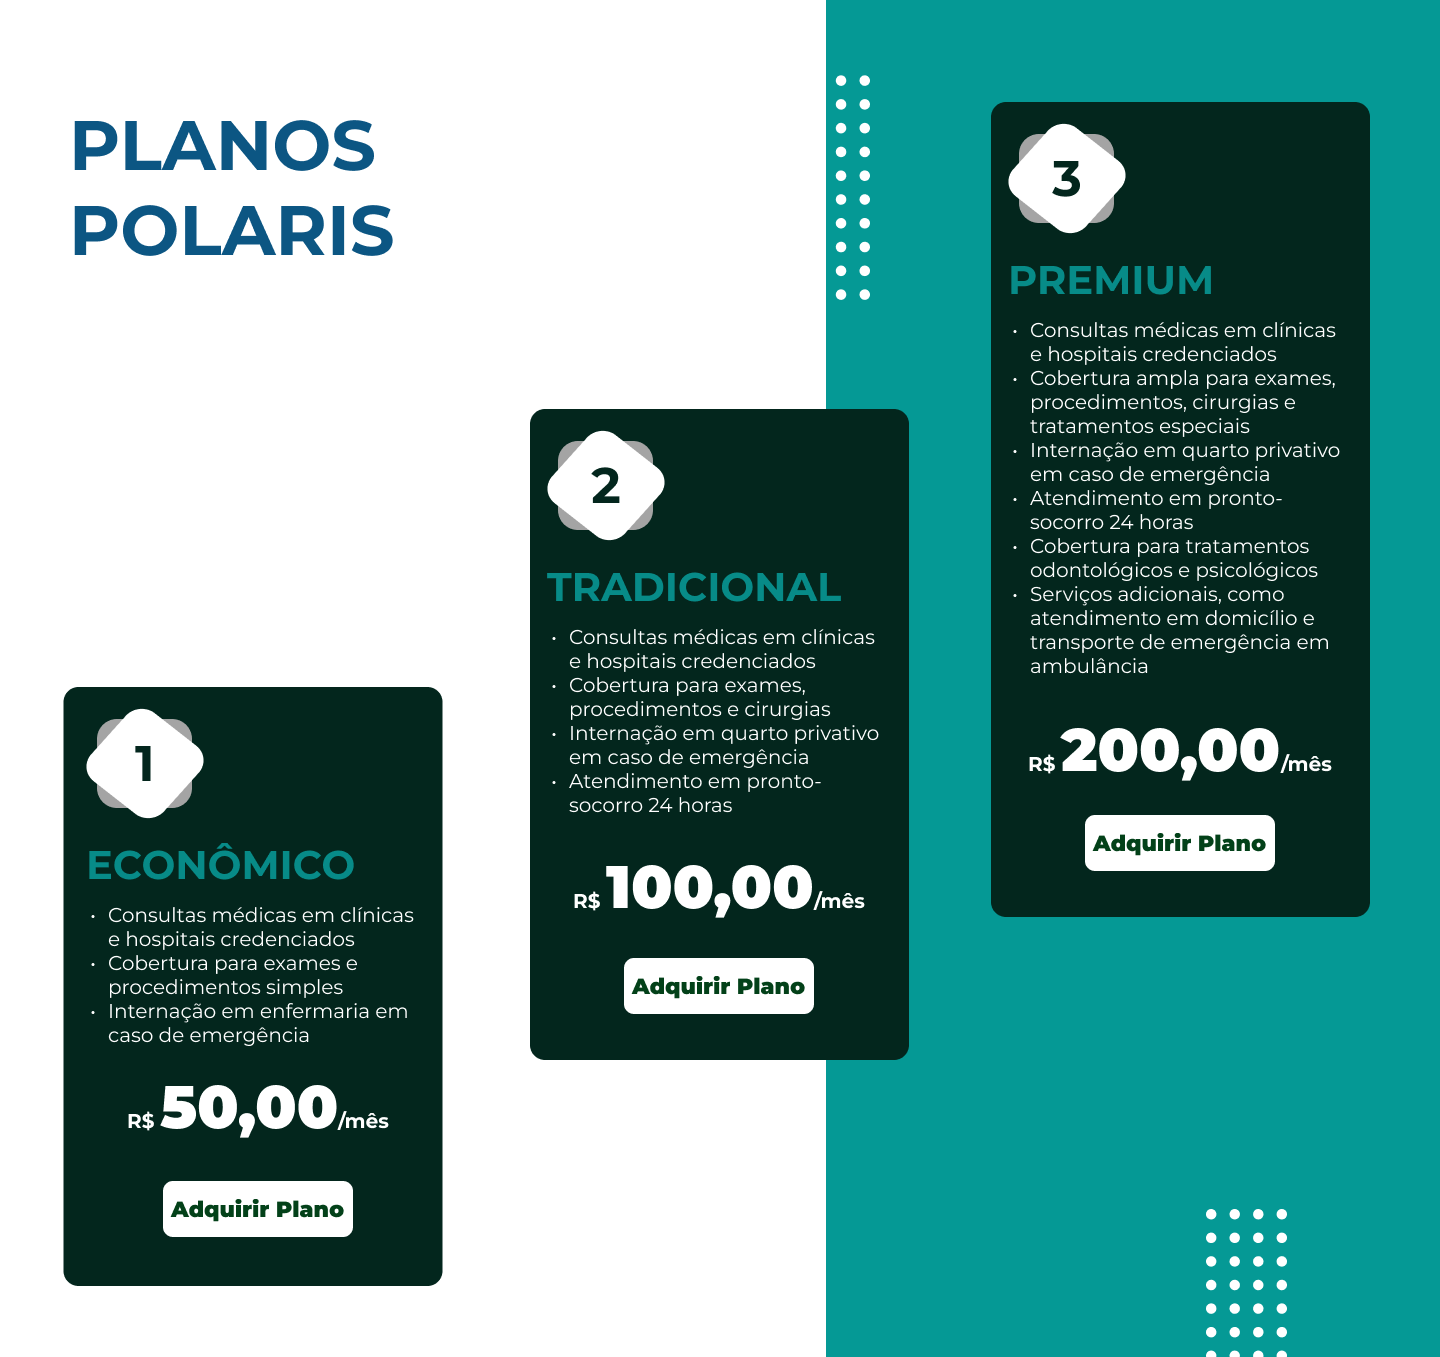 PLANOS
POLARIS
1
ECONÔMICO
• Consultas médicas em clínicas
e hospitais credenciados
• Cobertura para exames e
procedimentos simples
• Internação em enfermaria em
caso de emergência
R$ 50,00/mês
Adquirir Plano
2
TRADICIONAL
• Consultas médicas em clínicas
e hospitais credenciados
• Cobertura para exames,
procedimentos e cirurgias
• Internação em quarto privativo
em caso de emergência
• Atendimento em pronto-
socorro 24 horas
R$ 100,00/mês
Adquirir Plano
3
PREMIUM
• Consultas médicas em clínicas
e hospitais credenciados
• Cobertura ampla para exames,
procedimentos, cirurgias e
tratamentos especiais
• Internação em quarto privativo
em caso de emergência
• Atendimento em pronto-
socorro 24 horas
• Cobertura para tratamentos
odontológicos e psicológicos
• Serviços adicionais, como
atendimento em domicílio e
transporte de emergência em
ambulância
R$ 200,00/mês
Adquirir Plano